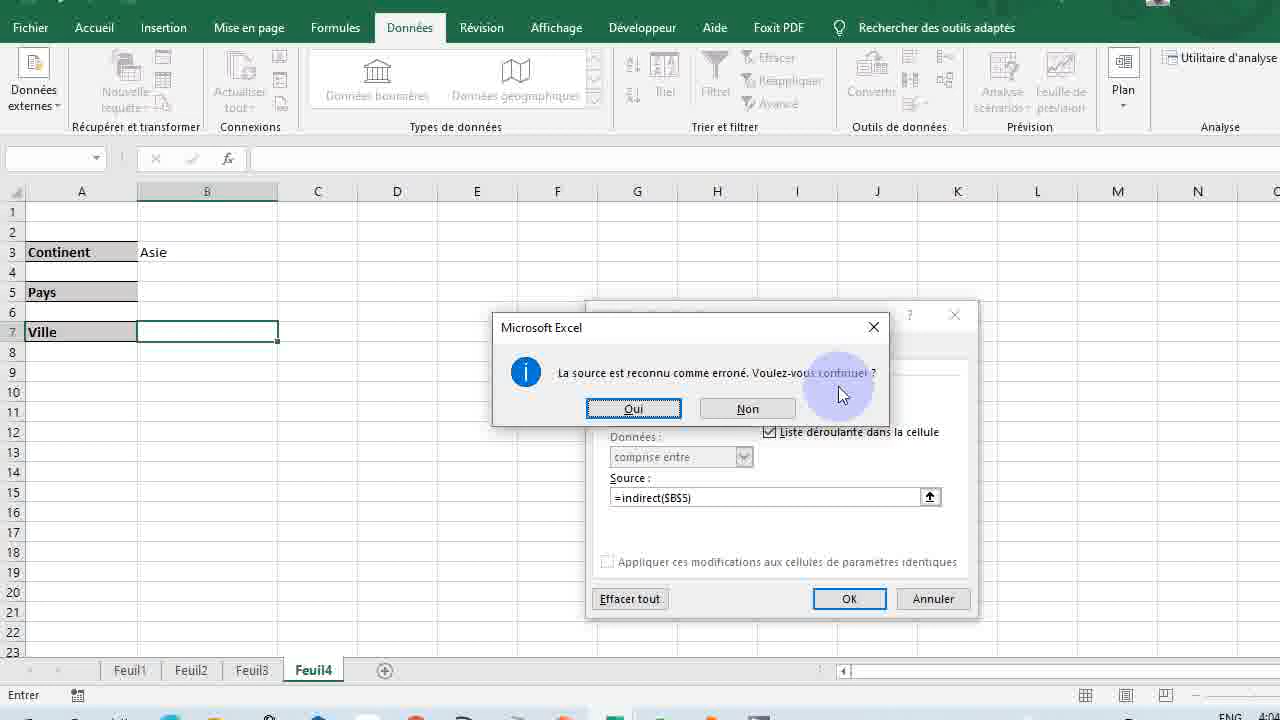 Fichier Accueil Insertion Mise en page Formules Données Révision Affichage Développeur Aide Foxit PDF Rechercher des outils adaptés
Données externes
Nouvelle requête
Récupérer et transformer
Actualiser tout
Connexions
Données boursières Données géographiques
Types de données
Trier Filtrer
Effacer
Réappliquer
Avancé
Trier et filtrer
Convertir
Outils de données
Analyse scénarios Feuille de prévision
Prévision
Plan
Utilitaire d'analyse
Analyse
fx
A B C D E F G H I J K L M N O
1
2
3 Continent Asie
4
5 Pays
6
7 Ville
8
9
10
11
12
13
14
15
16
17
18
19
20
21
22
23
?
Microsoft Excel
La source est reconnu comme erroné. Voulez-vous continuer ?
Oui Non
Liste déroulante dans la cellule
Données :
comprise entre
Source :
=indirect($B$5)
Appliquer ces modifications aux cellules de paramètres identiques
Effacer tout OK Annuler
Feuil1 Feuil2 Feuil3 Feuil4
Entrer
ENG 4:04